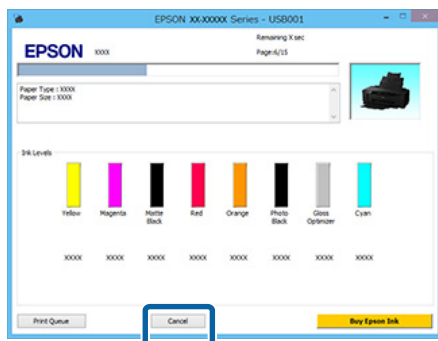 EPSON XX-XXXXX Series - USB001
Remaining X sec
EPSON XXXX
Page:6/15
Paper Type : XXXX
Paper Size : XXXX
Ink Levels
Yellow Magenta Matte Black Red Orange Photo Black Gloss Optimizer Cyan
XXXX XXXX XXXX XXXX XXXX XXXX XXXX XXXX
Print Queue Cancel Buy Epson Ink